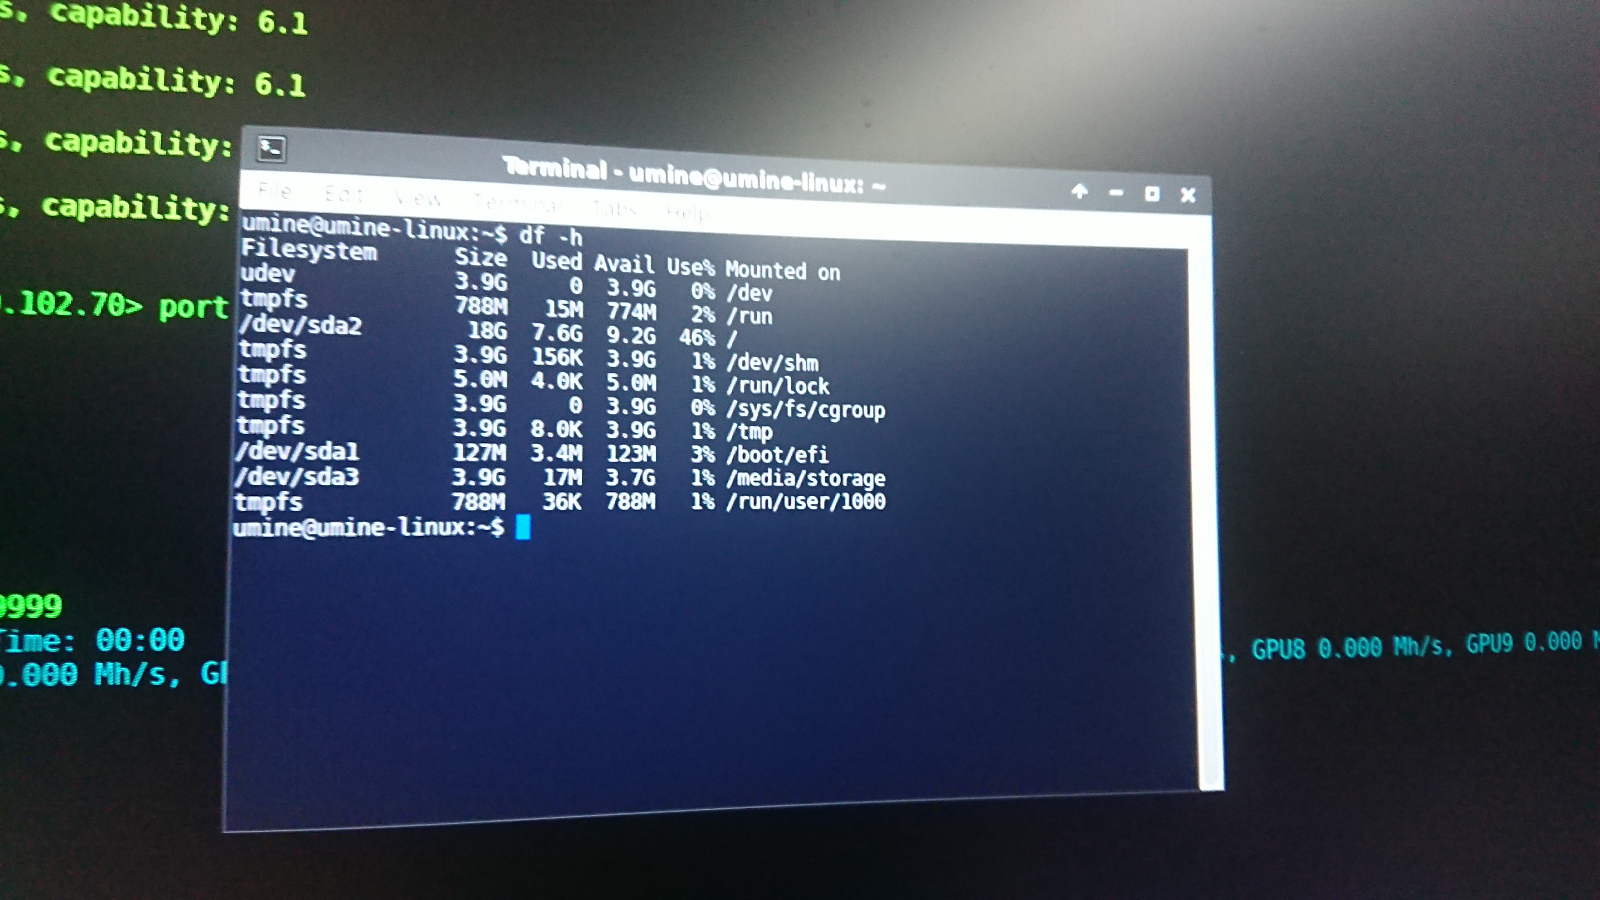 s, capability: 6.1
s, capability: 6.1
s, capability:
s, capability:
Terminal - umine@umine-linux: ~
File Edit View Terminal Tabs Help
umine@umine-linux:~$ df -h
Filesystem Size Used Avail Use% Mounted on
udev 3.9G 0 3.9G 0% /dev
tmpfs 788M 15M 774M 2% /run
/dev/sda2 18G 7.6G 9.2G 46% /
tmpfs 3.9G 156K 3.9G 1% /dev/shm
tmpfs 5.0M 4.0K 5.0M 1% /run/lock
tmpfs 3.9G 0 3.9G 0% /sys/fs/cgroup
tmpfs 3.9G 8.0K 3.9G 1% /tmp
/dev/sda1 127M 3.4M 123M 3% /boot/efi
/dev/sda3 3.9G 17M 3.7G 1% /media/storage
tmpfs 788M 36K 788M 1% /run/user/1000
umine@umine-linux:~$
.102.70> port
9999
Time: 00:00
0.000 Mh/s, GP
, GPU8 0.000 Mh/s, GPU9 0.000 M